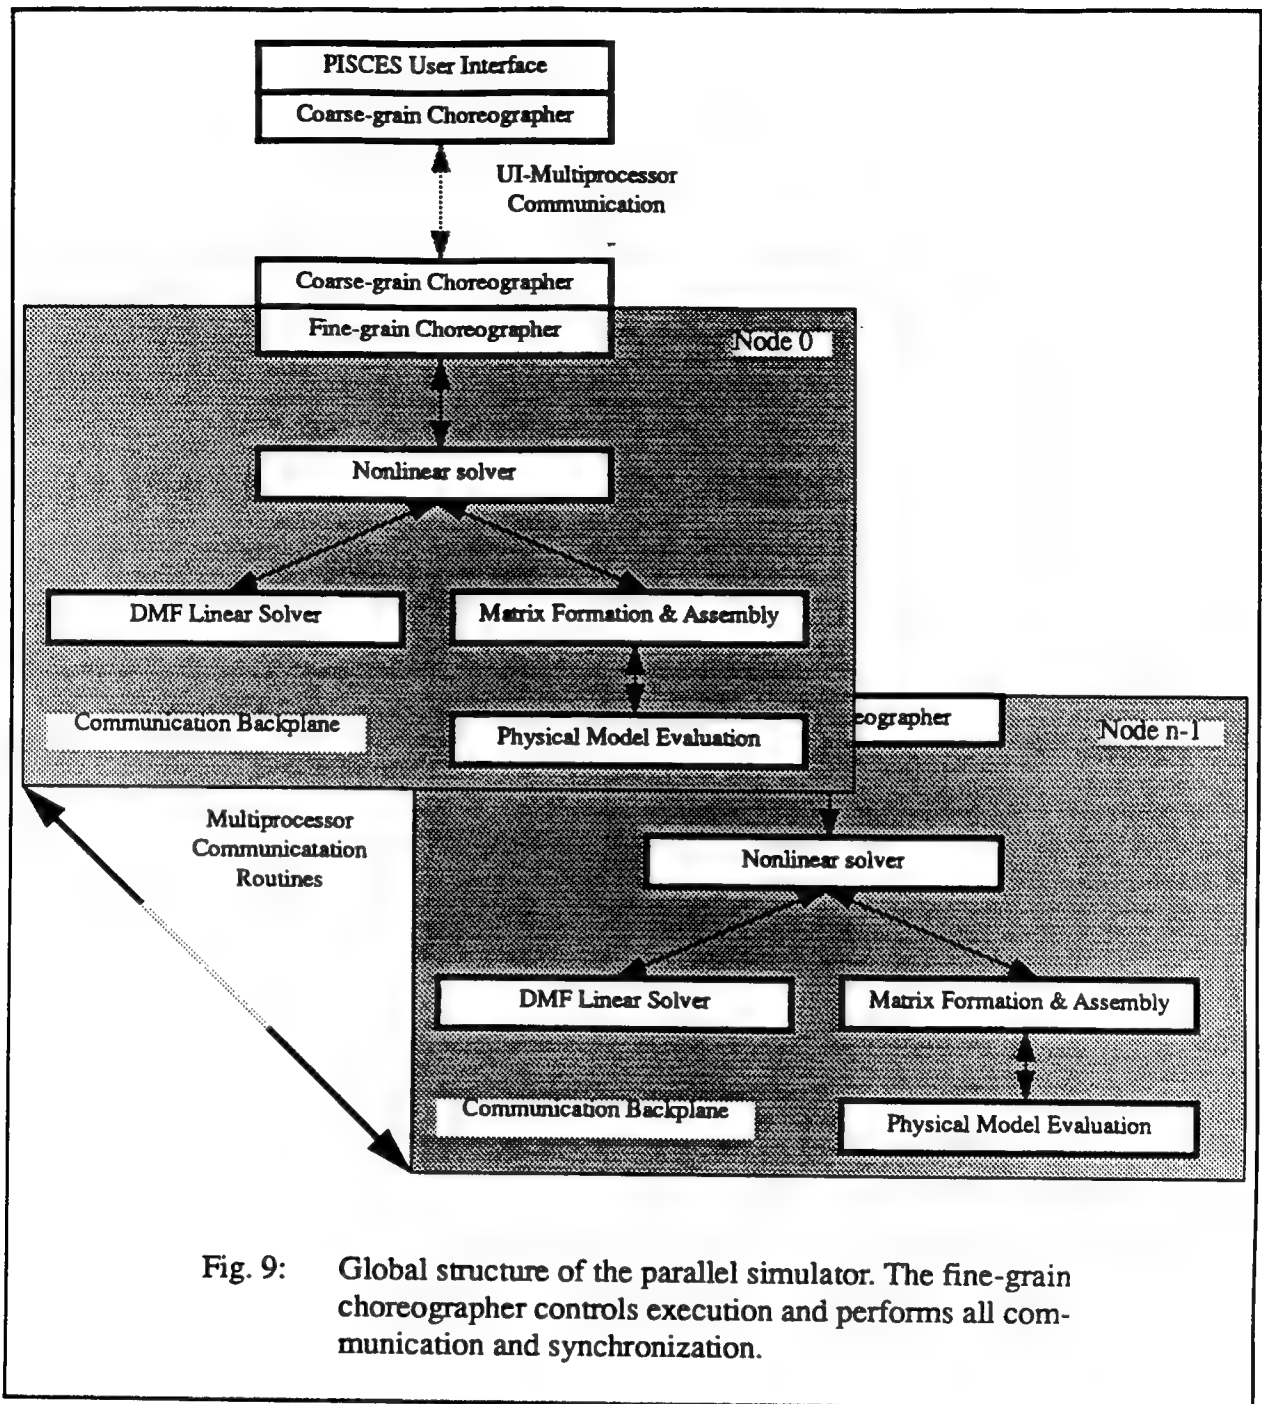 PISCES User Interface
Coarse-grain Choreographer
UI-Multiprocessor
Communication
Coarse-grain Choreographer
Fine-grain Choreographer
Node 0
Nonlinear solver
DMF Linear Solver
Matrix Formation & Assembly
Communication Backplane
Physical Model Evaluation
eographer
Node n-1
Multiprocessor
Communicatation
Routines
Nonlinear solver
DMF Linear Solver
Matrix Formation & Assembly
Communication Backplane
Physical Model Evaluation
Fig. 9: Global structure of the parallel simulator. The fine-grain
choreographer controls execution and performs all com-
munication and synchronization.